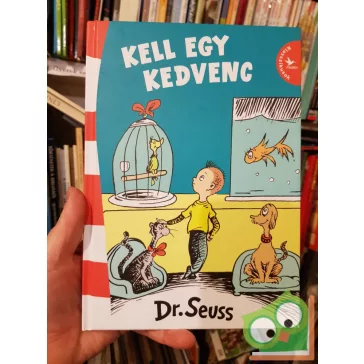 KELL EGY
KEDVENC
Dr. Seuss